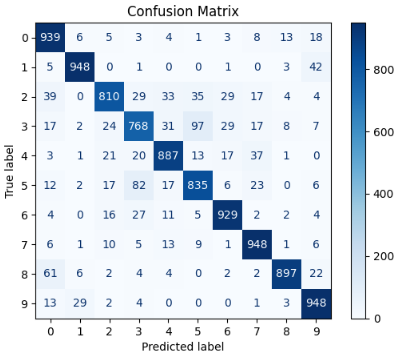 Confusion Matrix
0 939 6 5 3 4 1 3 8 13 18
1 5 948 0 1 0 0 1 0 3 42
2 39 0 810 29 33 35 29 17 4 4
3 17 2 24 768 31 97 29 17 8 7
4 3 1 21 20 887 13 17 37 1 0
5 12 2 17 82 17 835 6 23 0 6
6 4 0 16 27 11 5 929 2 2 4
7 6 1 10 5 13 9 1 948 1 6
8 61 6 2 4 4 0 2 2 897 22
9 13 29 2 4 0 0 0 1 3 948
0 1 2 3 4 5 6 7 8 9
Predicted label
True label
800
600
400
200
0